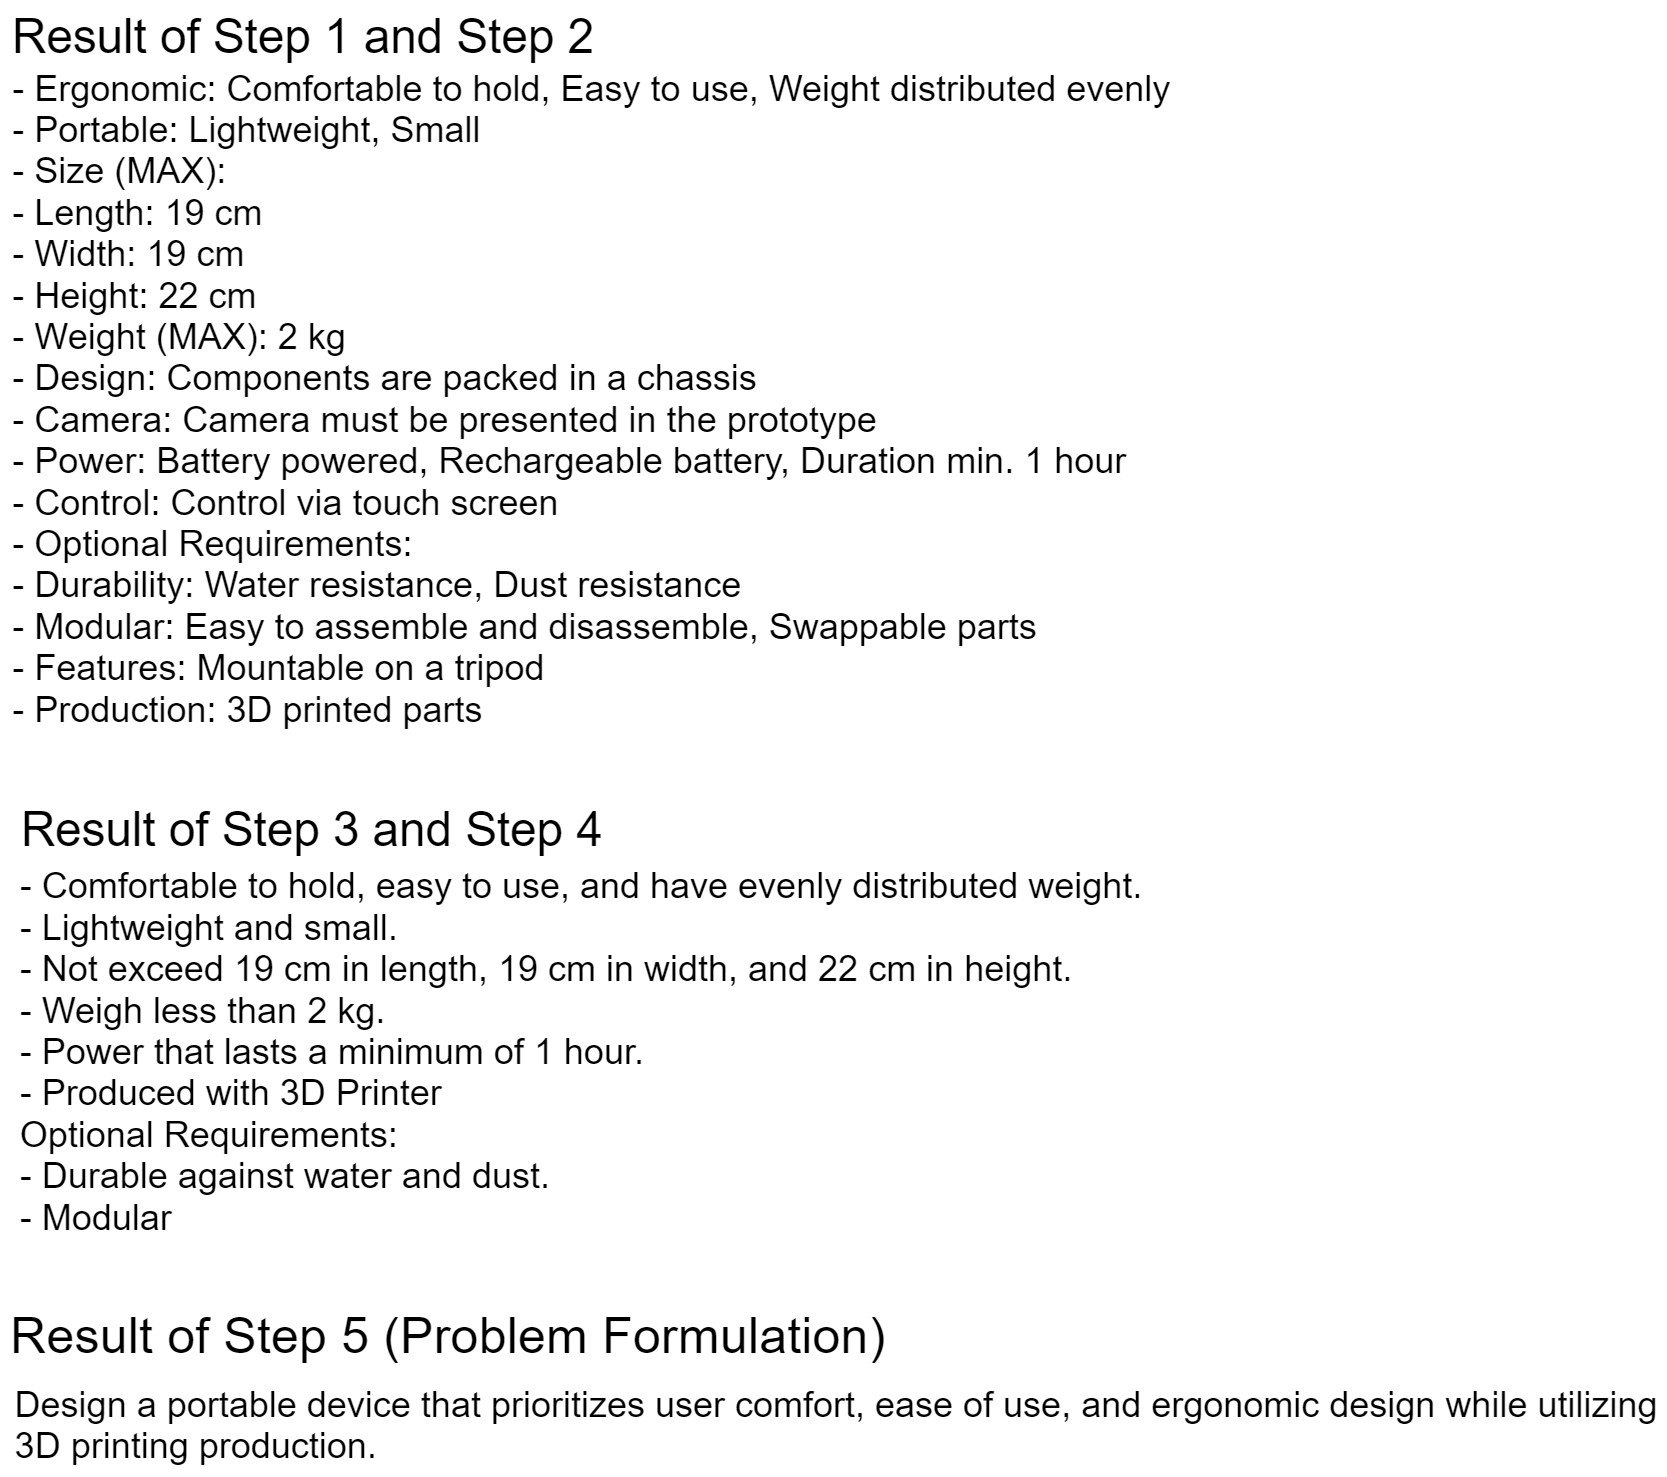 Result of Step 1 and Step 2
- Ergonomic: Comfortable to hold, Easy to use, Weight distributed evenly
- Portable: Lightweight, Small
- Size (MAX):
- Length: 19 cm
- Width: 19 cm
- Height: 22 cm
- Weight (MAX): 2 kg
- Design: Components are packed in a chassis
- Camera: Camera must be presented in the prototype
- Power: Battery powered, Rechargeable battery, Duration min. 1 hour
- Control: Control via touch screen
- Optional Requirements:
- Durability: Water resistance, Dust resistance
- Modular: Easy to assemble and disassemble, Swappable parts
- Features: Mountable on a tripod
- Production: 3D printed parts
Result of Step 3 and Step 4
- Comfortable to hold, easy to use, and have evenly distributed weight.
- Lightweight and small.
- Not exceed 19 cm in length, 19 cm in width, and 22 cm in height.
- Weigh less than 2 kg.
- Power that lasts a minimum of 1 hour.
- Produced with 3D Printer
Optional Requirements:
- Durable against water and dust.
- Modular
Result of Step 5 (Problem Formulation)
Design a portable device that prioritizes user comfort, ease of use, and ergonomic design while utilizing
3D printing production.